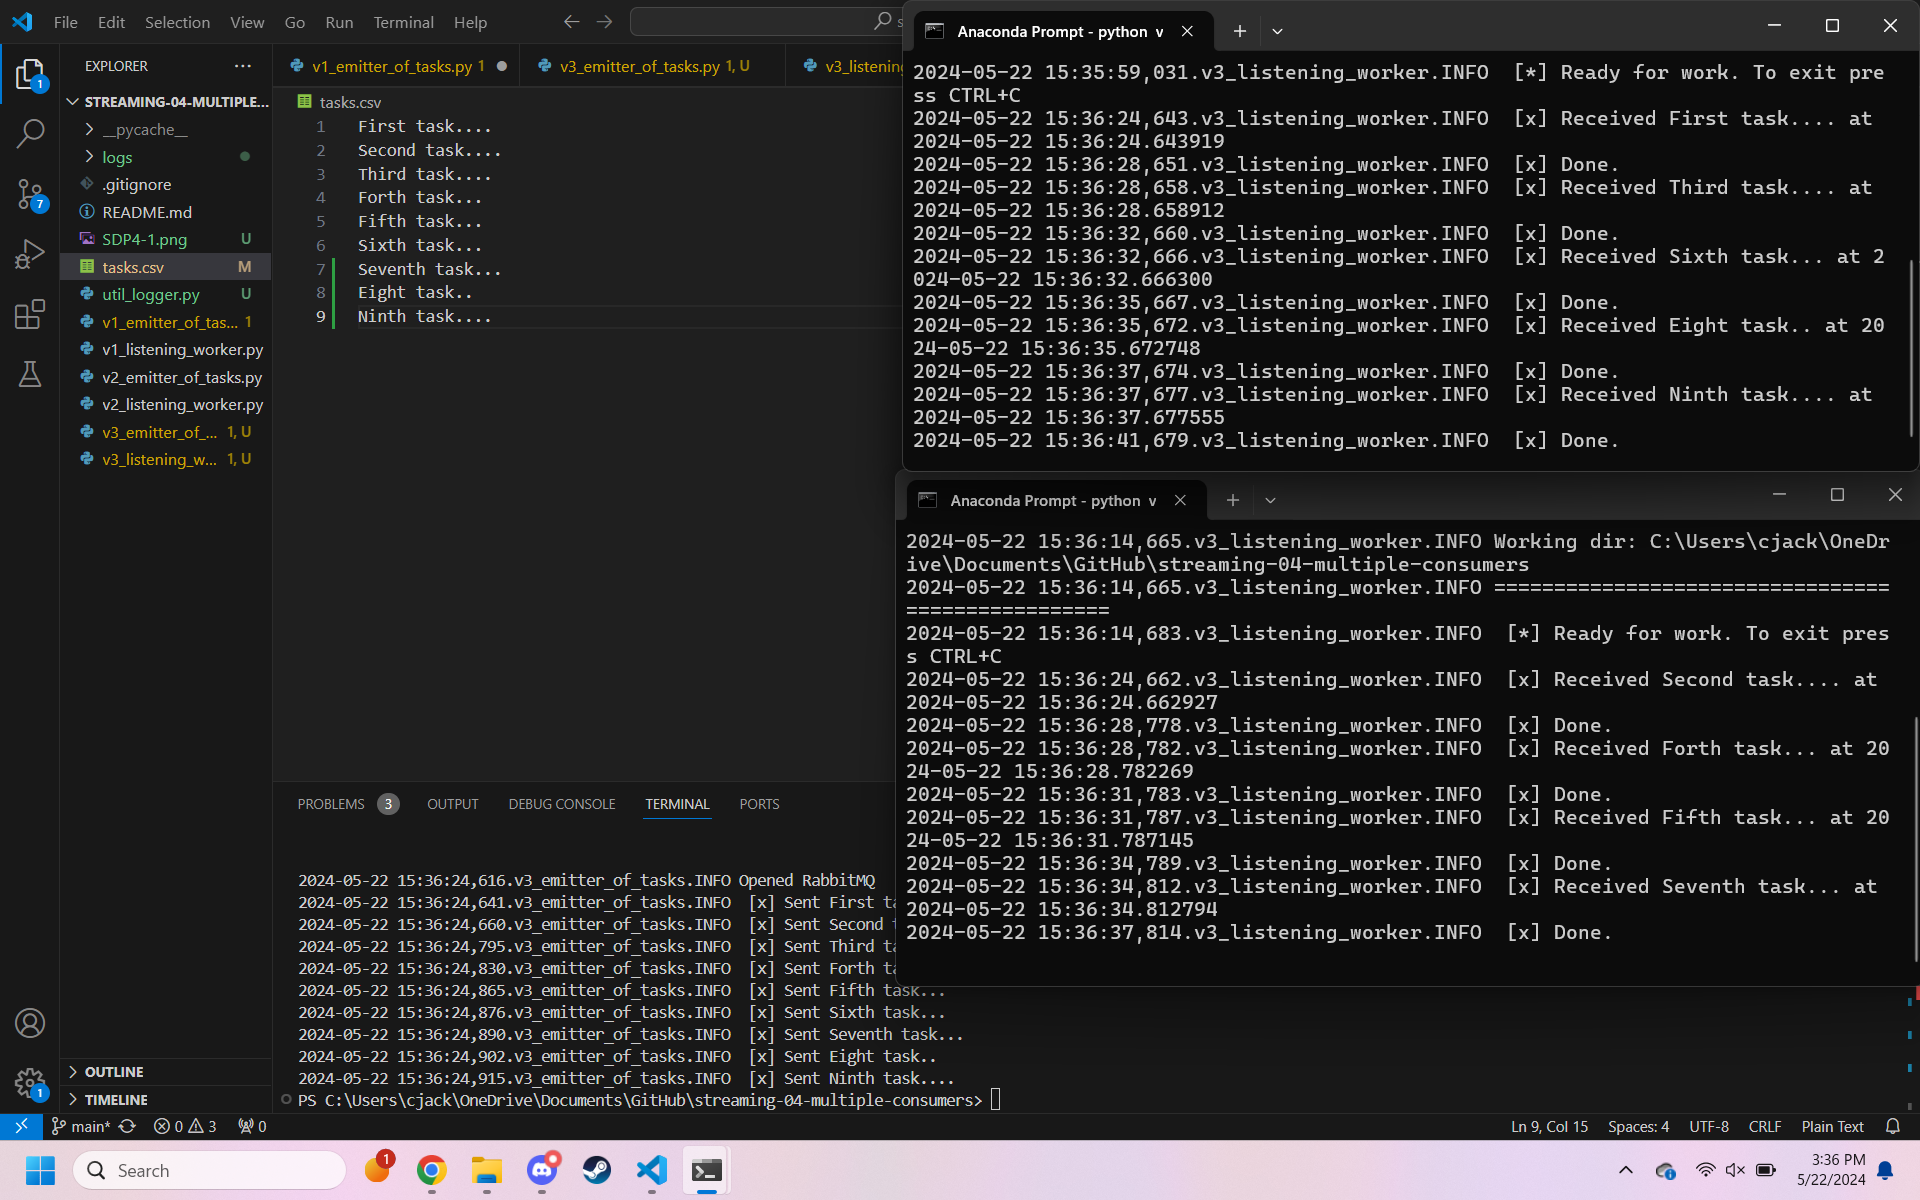 File Edit Selection View Go Run Terminal Help
EXPLORER
STREAMING-04-MULTIPLE...
__pycache__
logs
.gitignore
README.md
SDP4-1.png U
tasks.csv M
util_logger.py U
v1_emitter_of_tas... 1
v1_listening_worker.py
v2_emitter_of_tasks.py
v2_listening_worker.py
v3_emitter_of_... 1, U
v3_listening_w... 1, U
OUTLINE
TIMELINE
1
7
1
v1_emitter_of_tasks.py 1
v3_emitter_of_tasks.py 1, U
v3_listening
tasks.csv
1 First task....
2 Second task....
3 Third task....
4 Forth task...
5 Fifth task...
6 Sixth task...
7 Seventh task...
8 Eight task..
9 Ninth task....
PROBLEMS 3 OUTPUT DEBUG CONSOLE TERMINAL PORTS
2024-05-22 15:36:24,616.v3_emitter_of_tasks.INFO Opened RabbitMQ
2024-05-22 15:36:24,641.v3_emitter_of_tasks.INFO [x] Sent First ta
2024-05-22 15:36:24,660.v3_emitter_of_tasks.INFO [x] Sent Second
2024-05-22 15:36:24,795.v3_emitter_of_tasks.INFO [x] Sent Third ta
2024-05-22 15:36:24,830.v3_emitter_of_tasks.INFO [x] Sent Forth ta
2024-05-22 15:36:24,865.v3_emitter_of_tasks.INFO [x] Sent Fifth task...
2024-05-22 15:36:24,876.v3_emitter_of_tasks.INFO [x] Sent Sixth task...
2024-05-22 15:36:24,890.v3_emitter_of_tasks.INFO [x] Sent Seventh task...
2024-05-22 15:36:24,902.v3_emitter_of_tasks.INFO [x] Sent Eight task..
2024-05-22 15:36:24,915.v3_emitter_of_tasks.INFO [x] Sent Ninth task....
PS C:\Users\cjack\OneDrive\Documents\GitHub\streaming-04-multiple-consumers>
Anaconda Prompt - python v
2024-05-22 15:35:59,031.v3_listening_worker.INFO [*] Ready for work. To exit pre
ss CTRL+C
2024-05-22 15:36:24,643.v3_listening_worker.INFO [x] Received First task.... at
2024-05-22 15:36:24.643919
2024-05-22 15:36:28,651.v3_listening_worker.INFO [x] Done.
2024-05-22 15:36:28,658.v3_listening_worker.INFO [x] Received Third task.... at
2024-05-22 15:36:28.658912
2024-05-22 15:36:32,660.v3_listening_worker.INFO [x] Done.
2024-05-22 15:36:32,666.v3_listening_worker.INFO [x] Received Sixth task... at 2
024-05-22 15:36:32.666300
2024-05-22 15:36:35,667.v3_listening_worker.INFO [x] Done.
2024-05-22 15:36:35,672.v3_listening_worker.INFO [x] Received Eight task.. at 20
24-05-22 15:36:35.672748
2024-05-22 15:36:37,674.v3_listening_worker.INFO [x] Done.
2024-05-22 15:36:37,677.v3_listening_worker.INFO [x] Received Ninth task.... at
2024-05-22 15:36:37.677555
2024-05-22 15:36:41,679.v3_listening_worker.INFO [x] Done.
Anaconda Prompt - python v
2024-05-22 15:36:14,665.v3_listening_worker.INFO Working dir: C:\Users\cjack\OneDr
ive\Documents\GitHub\streaming-04-multiple-consumers
2024-05-22 15:36:14,665.v3_listening_worker.INFO =================================
=================
2024-05-22 15:36:14,683.v3_listening_worker.INFO [*] Ready for work. To exit pres
s CTRL+C
2024-05-22 15:36:24,662.v3_listening_worker.INFO [x] Received Second task.... at
2024-05-22 15:36:24.662927
2024-05-22 15:36:28,778.v3_listening_worker.INFO [x] Done.
2024-05-22 15:36:28,782.v3_listening_worker.INFO [x] Received Forth task... at 20
24-05-22 15:36:28.782269
2024-05-22 15:36:31,783.v3_listening_worker.INFO [x] Done.
2024-05-22 15:36:31,787.v3_listening_worker.INFO [x] Received Fifth task... at 20
24-05-22 15:36:31.787145
2024-05-22 15:36:34,789.v3_listening_worker.INFO [x] Done.
2024-05-22 15:36:34,812.v3_listening_worker.INFO [x] Received Seventh task... at
2024-05-22 15:36:34.812794
2024-05-22 15:36:37,814.v3_listening_worker.INFO [x] Done.
main* 0 3 0
Ln 9, Col 15 Spaces: 4 UTF-8 CRLF Plain Text
Search
1
3:36 PM
5/22/2024